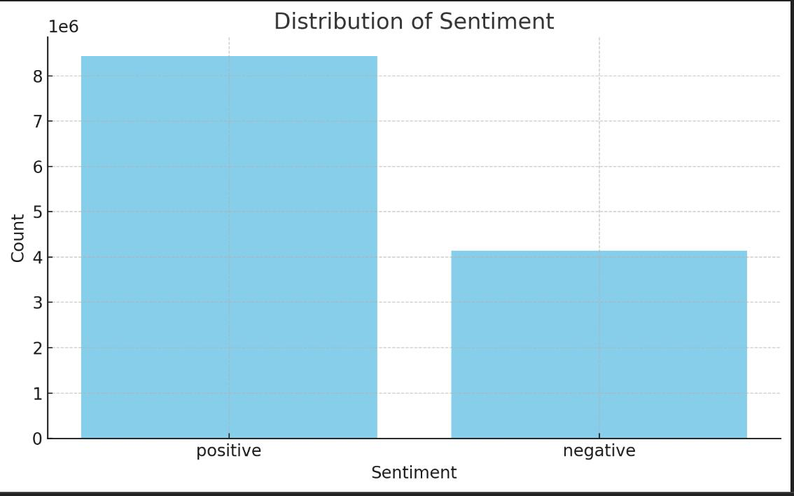 Distribution of Sentiment
1e6
8
7
6
5
4
3
2
1
0
Count
positive negative
Sentiment